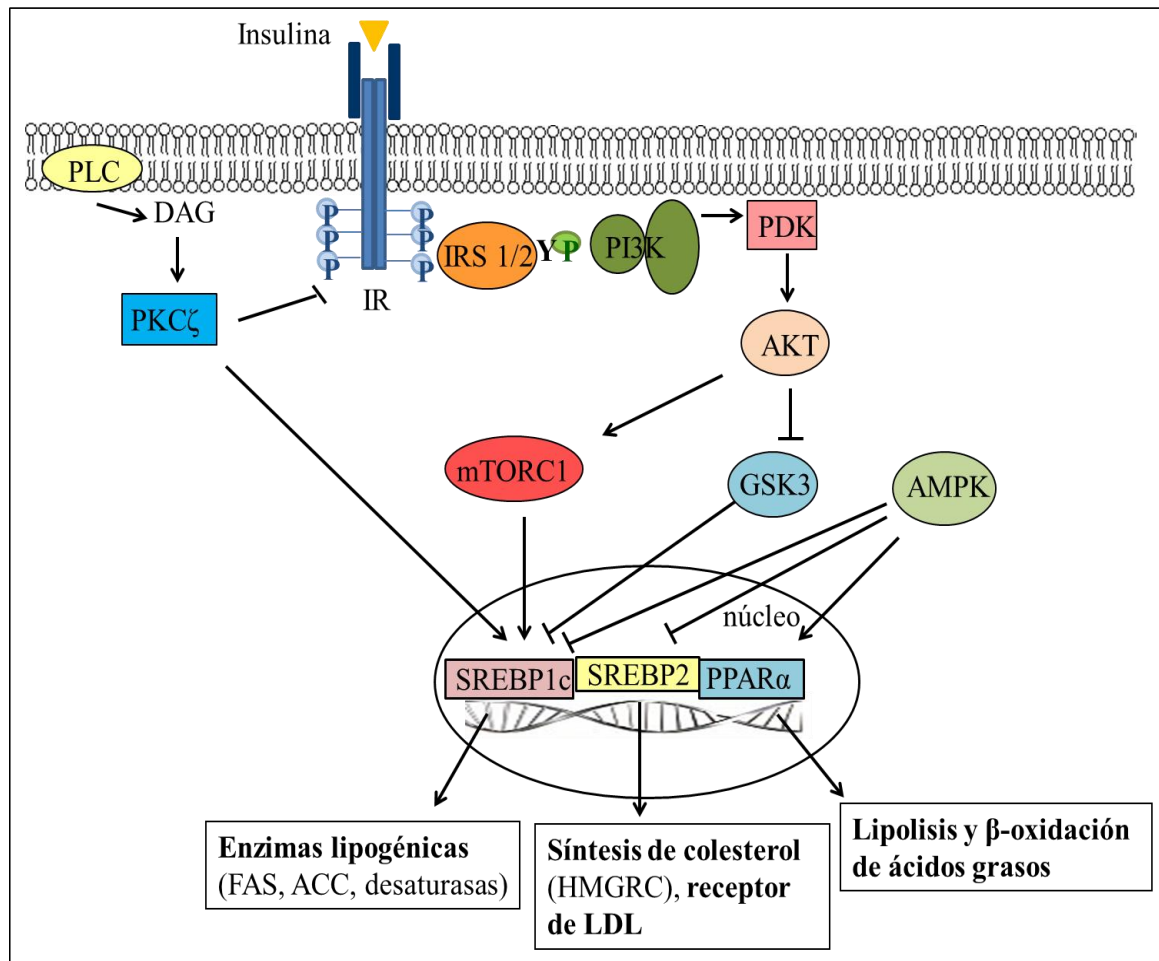 Insulina
PLC
DAG
PKCζ
P P
P P
P P
IR
IRS 1/2
Y P
PI3K
PDK
AKT
mTORC1
GSK3
AMPK
núcleo
SREBP1c
SREBP2
PPARα
Enzimas lipogénicas
(FAS, ACC, desaturasas)
Síntesis de colesterol
(HMGRC), receptor
de LDL
Lipolisis y β-oxidación
de ácidos grasos